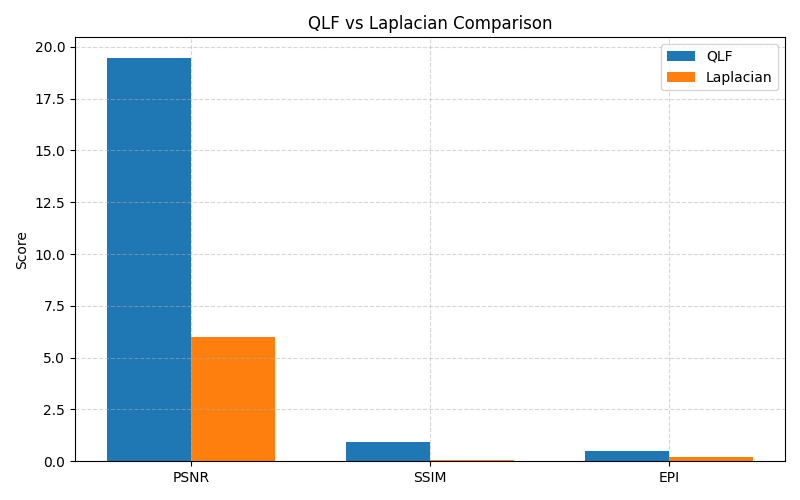 QLF vs Laplacian Comparison
QLF
Laplacian
Score
20.0
17.5
15.0
12.5
10.0
7.5
5.0
2.5
0.0
PSNR
SSIM
EPI